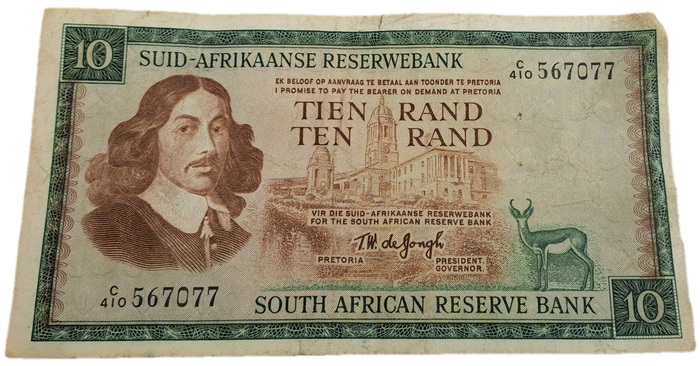 10 SUID-AFRIKAANSE RESERWEBANK
C/410 567077
EK BELOOF OP AANVRAAG TE BETAAL AAN TOONDER TE PRETORIA
I PROMISE TO PAY THE BEARER ON DEMAND AT PRETORIA
TIEN RAND
TEN RAND
VIR DIE SUID-AFRIKAANSE RESERWEBANK
FOR THE SOUTH AFRICAN RESERVE BANK
T.W. de Jongh
PRETORIA PRESIDENT.
GOVERNOR.
C/410 567077
SOUTH AFRICAN RESERVE BANK 10